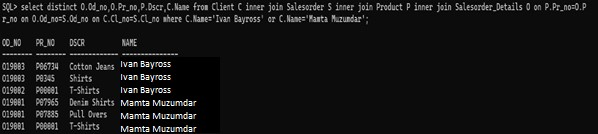 SQL> select distinct O.Od_no,O.Pr_no,P.Dscr,C.Name from Client C inner join Salesorder S inner join Product P inner join Salesorder_Details O on P.Pr_no=O.P
r_no on O.Od_no=S.Od_no on C.Cl_no=S.Cl_no where C.Name='Ivan Bayross' or C.Name='Mamta Muzumdar';
OD_NO PR_NO DSCR NAME
O19003 P06734 Cotton Jeans Ivan Bayross
O19003 P0345 Shirts Ivan Bayross
O19002 P00001 T-Shirts Ivan Bayross
O19001 P07965 Denim Shirts Mamta Muzumdar
O19001 P07885 Pull Overs Mamta Muzumdar
O19001 P00001 T-Shirts Mamta Muzumdar